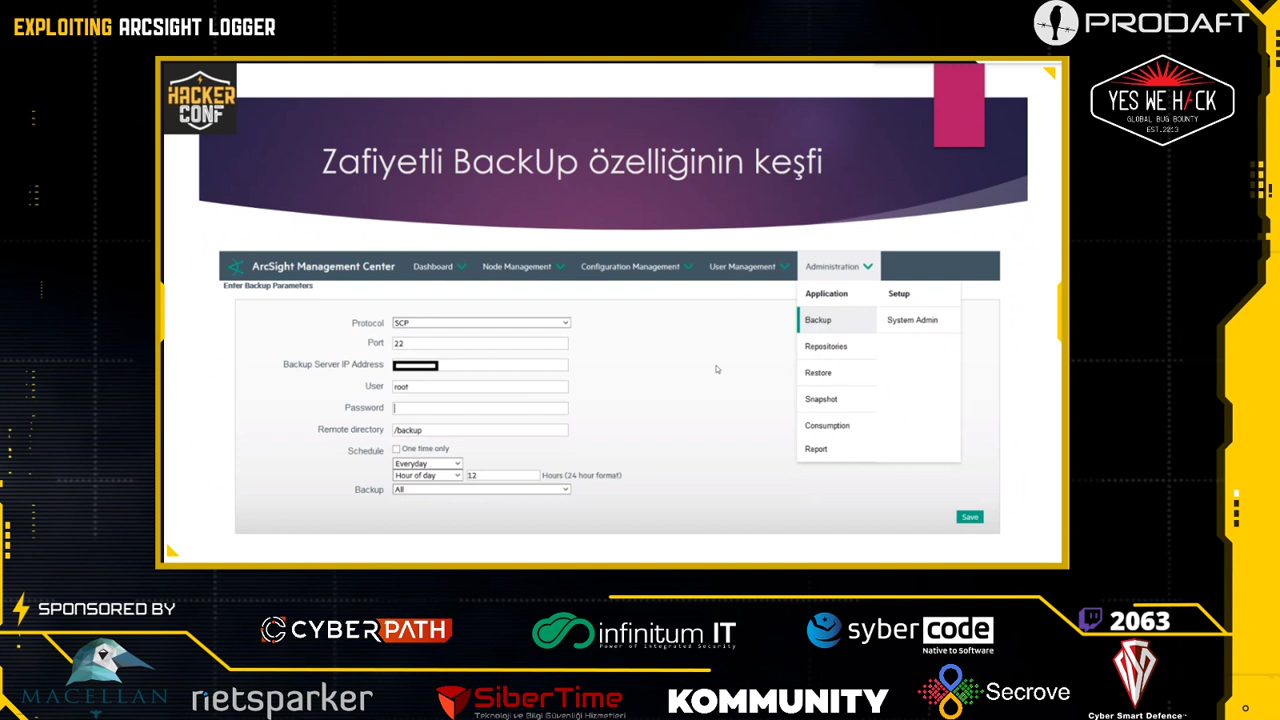 EXPLOITING ARCSIGHT LOGGER
PRODAFT
HACKER
CONF
YES WE H/CK
GLOBAL BUG BOUNTY
EST.2013
Zafiyetli BackUp özelliğinin keşfi
ArcSight Management Center Dashboard Node Management Configuration Management User Management Administration
Enter Backup Parameters
Application Setup
Backup System Admin
Repositories
Restore
Snapshot
Consumption
Report
Protocol SCP
Port 22
Backup Server IP Address
User root
Password
Remote directory /backup
Schedule One time only
Everyday
Hour of day 12 Hours (24 hour format)
Backup All
Save
SPONSORED BY
CYBERPATH
infinitum IT
Power of Integrated Security
syber code
Native to Software
2063
MACELLAN
netsparker
SiberTime
Teknoloji ve Bilgi Güvenliği Hizmetleri
KOMMUNITY
Secrove
Cyber Smart Defence